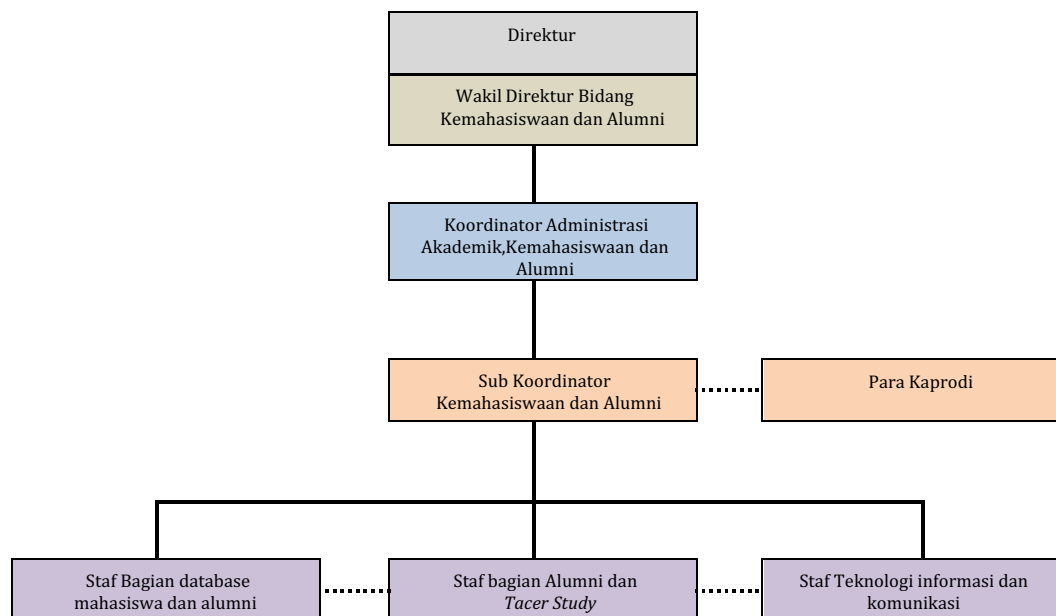 Direktur
Wakil Direktur Bidang
Kemahasiswaan dan Alumni
Koordinator Administrasi
Akademik,Kemahasiswaan dan
Alumni
Sub Koordinator
Kemahasiswaan dan Alumni
Para Kaprodi
Staf Bagian database
mahasiswa dan alumni
Staf bagian Alumni dan
Tacer Study
Staf Teknologi informasi dan
komunikasi